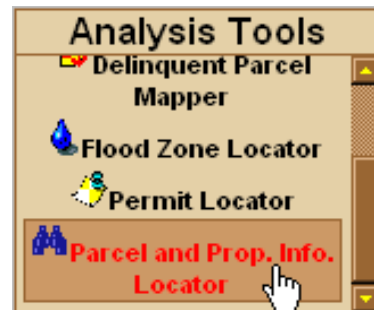 Analysis Tools
Delinquent Parcel
Mapper
Flood Zone Locator
Permit Locator
Parcel and Prop. Info.
Locator